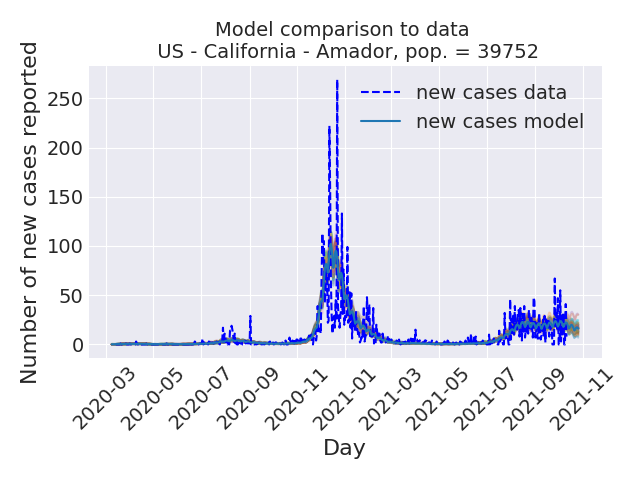 Model comparison to data
US - California - Amador, pop. = 39752
Number of new cases reported
250
200
150
100
50
0
new cases data
new cases model
2020-03
2020-05
2020-07
2020-09
2020-11
2021-01
2021-03
2021-05
2021-07
2021-09
2021-11
Day